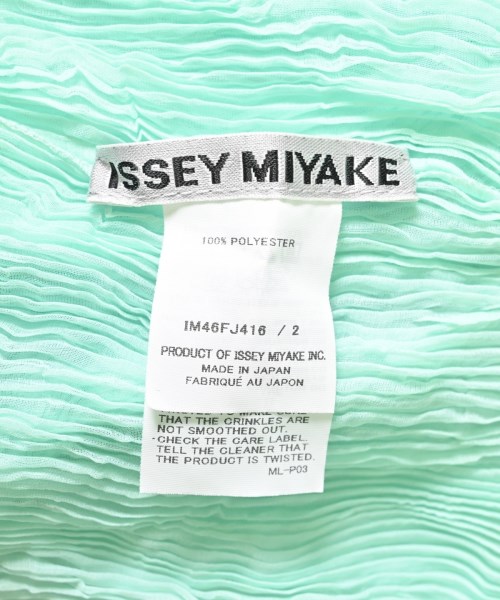 ISSEY MIYAKE
100% POLYESTER
IM46FJ416 / 2
PRODUCT OF ISSEY MIYAKE INC.
MADE IN JAPAN
FABRIQUÉ AU JAPON
THAT THE CRINKLES ARE
NOT SMOOTHED OUT.
·CHECK THE CARE LABEL.
TELL THE CLEANER THAT
THE PRODUCT IS TWISTED.
ML-P03